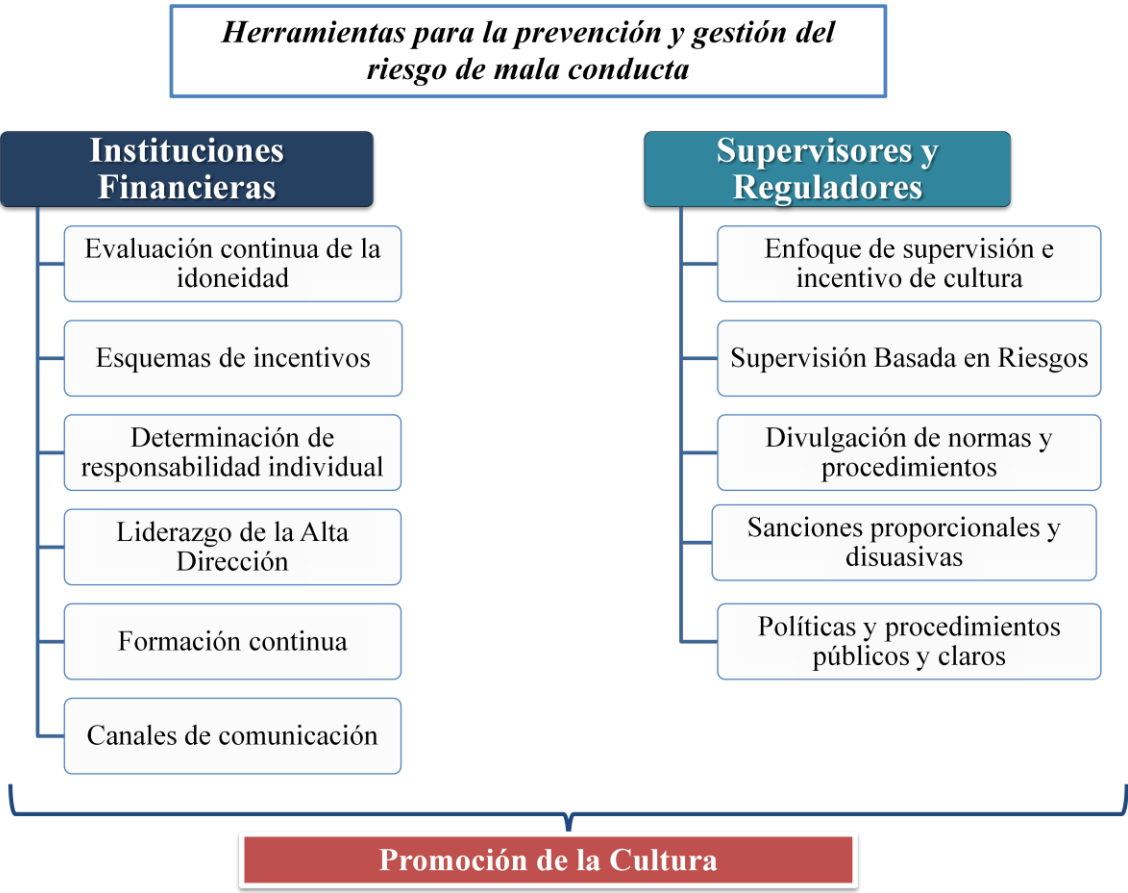 Herramientas para la prevención y gestión del
riesgo de mala conducta
Instituciones
Financieras
Evaluación continua de la
idoneidad
Esquemas de incentivos
Determinación de
responsabilidad individual
Liderazgo de la Alta
Dirección
Formación continua
Canales de comunicación
Supervisores y
Reguladores
Enfoque de supervisión e
incentivo de cultura
Supervisión Basada en Riesgos
Divulgación de normas y
procedimientos
Sanciones proporcionales y
disuasivas
Políticas y procedimientos
públicos y claros
Promoción de la Cultura